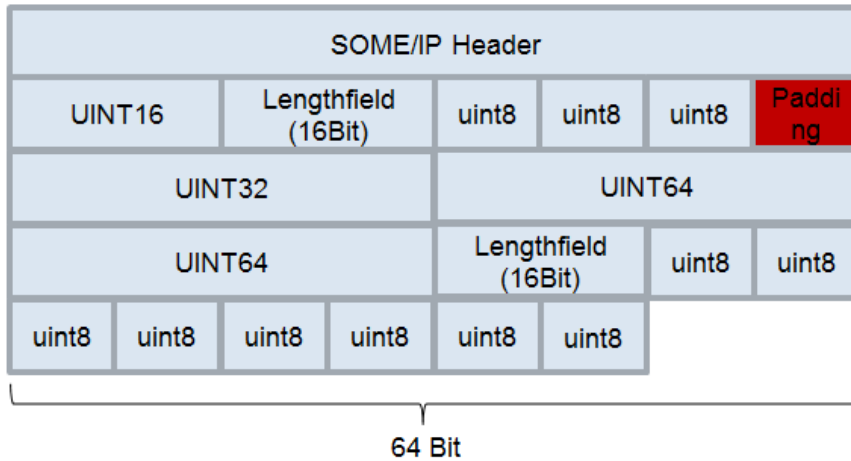 SOME/IP Header
UINT16 Lengthfield (16Bit) uint8 uint8 uint8 Paddi ng
UINT32 UINT64
UINT64 Lengthfield (16Bit) uint8 uint8
uint8 uint8 uint8 uint8 uint8 uint8
64 Bit